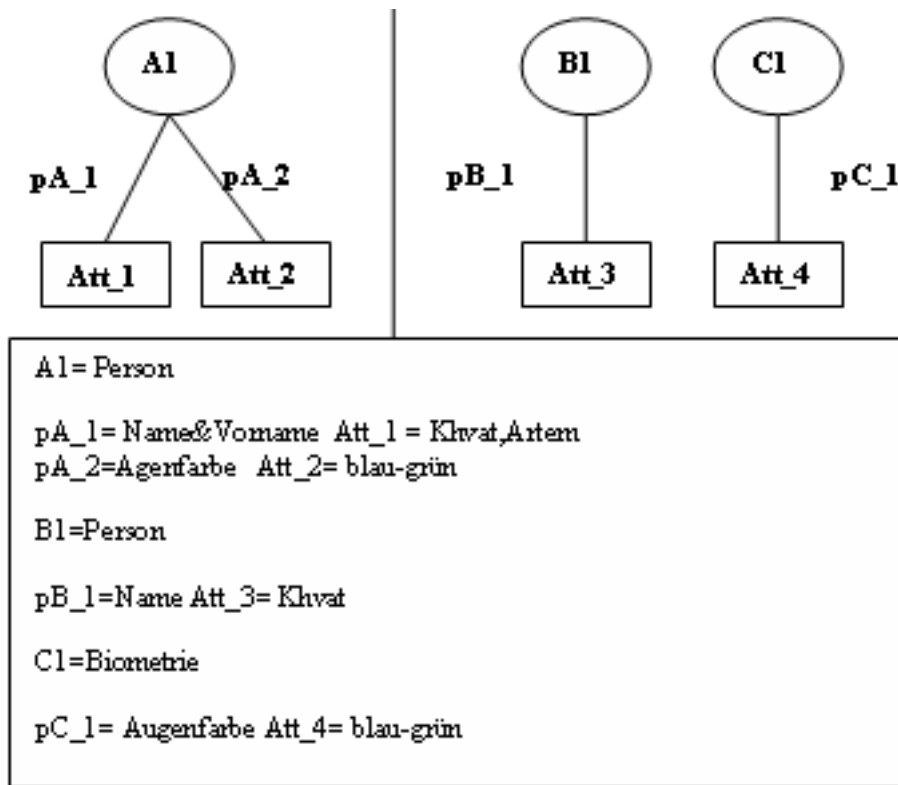 A1 B1 C1
pA_1 pA_2 pB_1 pC_1
Att_1 Att_2 Att_3 Att_4
A1= Person
pA_1= Name&Vorname Att_1 = Khvat,Artem
pA_2=Agenfarbe Att_2= blau-grün
B1=Person
pB_1=Name Att_3= Khvat
C1=Biometrie
pC_1= Augenfarbe Att_4= blau-grün